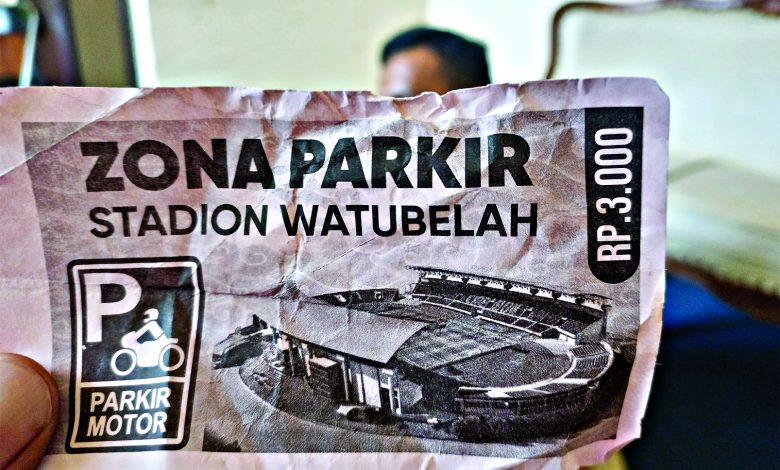 ZONA PARKIR
STADION WATUBELAH
RP.3.000
P
PARKIR
MOTOR